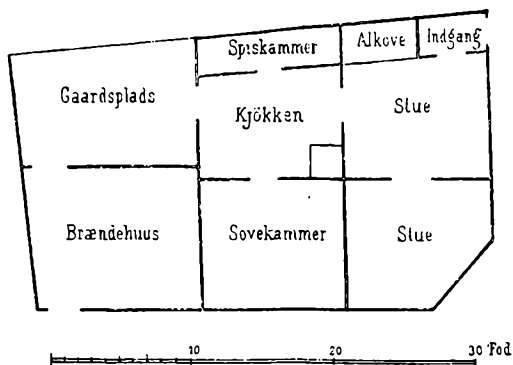 Spiskammer Alkove Indgang
Gaardsplads Kjökken Stue
Brændehuus Sovekammer Stue
10 20 30 Fod